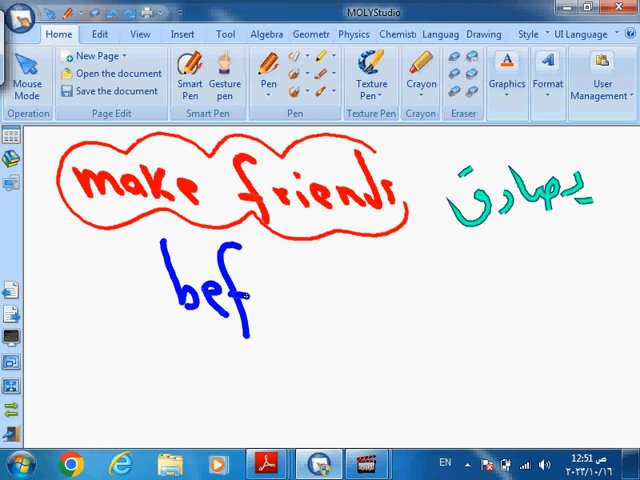 MOLYStudio
Home Edit View Insert Tool Algebra Geometr Physics Chemist Languag Drawing Style UI Language
New Page
Open the document
Save the document
Mouse Mode
Smart Pen
Gesture pen
Pen
Texture Pen
Crayon
Graphics
Format
User Management
Operation Page Edit Smart Pen Pen Texture Pen Crayon Eraser
make friends يصادق
bef
EN 12:51 ص
٢٠٢٣/١٠/١٦